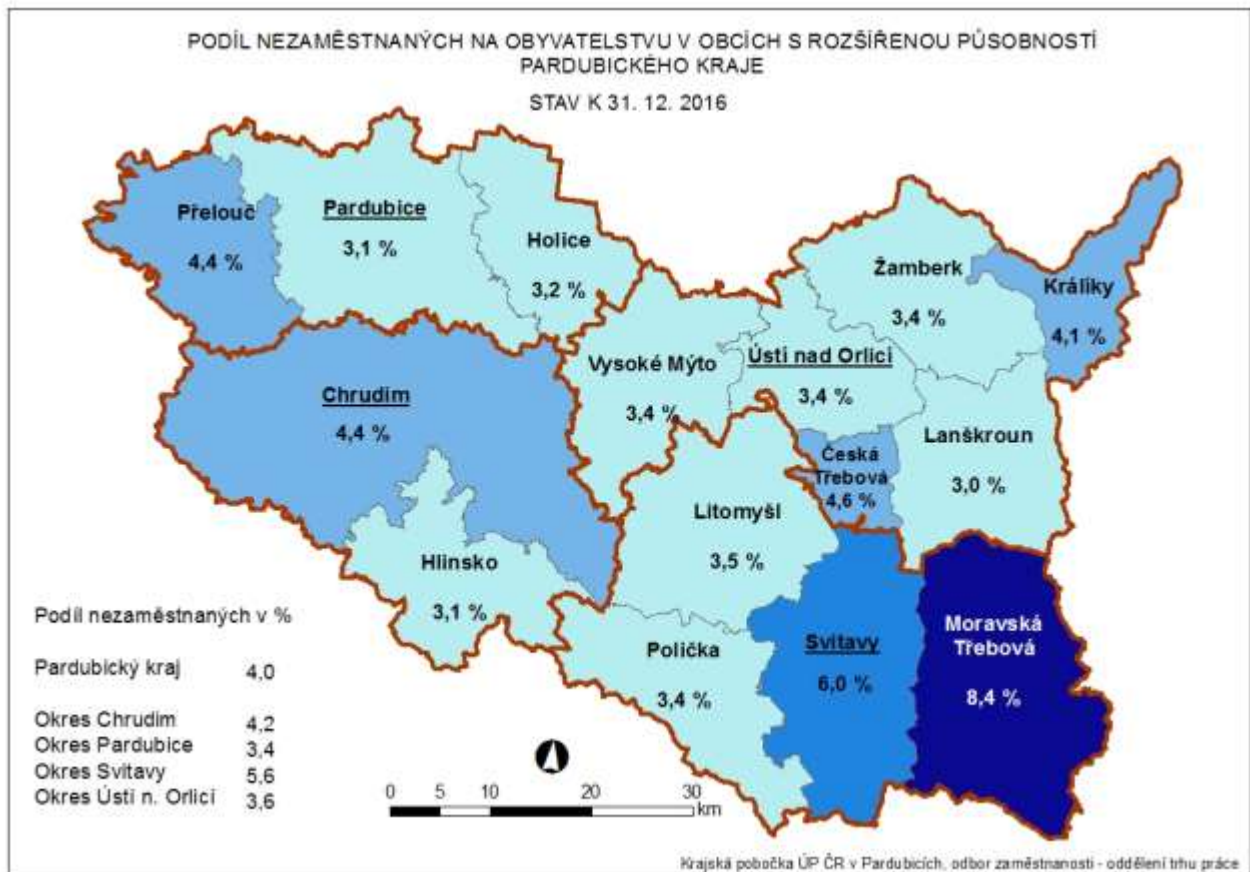 PODÍL NEZAMĚSTNANÝCH NA OBYVATELSTVU V OBCÍCH S ROZŠÍŘENOU PŮSOBNOSTÍ
PARDUBICKÉHO KRAJE
STAV K 31. 12. 2016
Přelouč
4,4 %
Pardubice
3,1 %
Holice
3,2 %
Žamberk
3,4 %
Králíky
4,1 %
Vysoké Mýto
3,4 %
Ústí nad Orlicí
3,4 %
Chrudim
4,4 %
Lanškroun
3,0 %
Česká
Třebová
4,6 %
Litomyšl
3,5 %
Hlinsko
3,1 %
Polička
3,4 %
Svitavy
6,0 %
Moravská
Třebová
8,4 %
Podíl nezaměstnaných v %
Pardubický kraj 4,0
Okres Chrudim 4,2
Okres Pardubice 3,4
Okres Svitavy 5,6
Okres Ústí n. Orlicí 3,6
0 5 10 20 30
km
Krajská pobočka ÚP ČR v Pardubicích, odbor zaměstnanosti - oddělení trhu práce